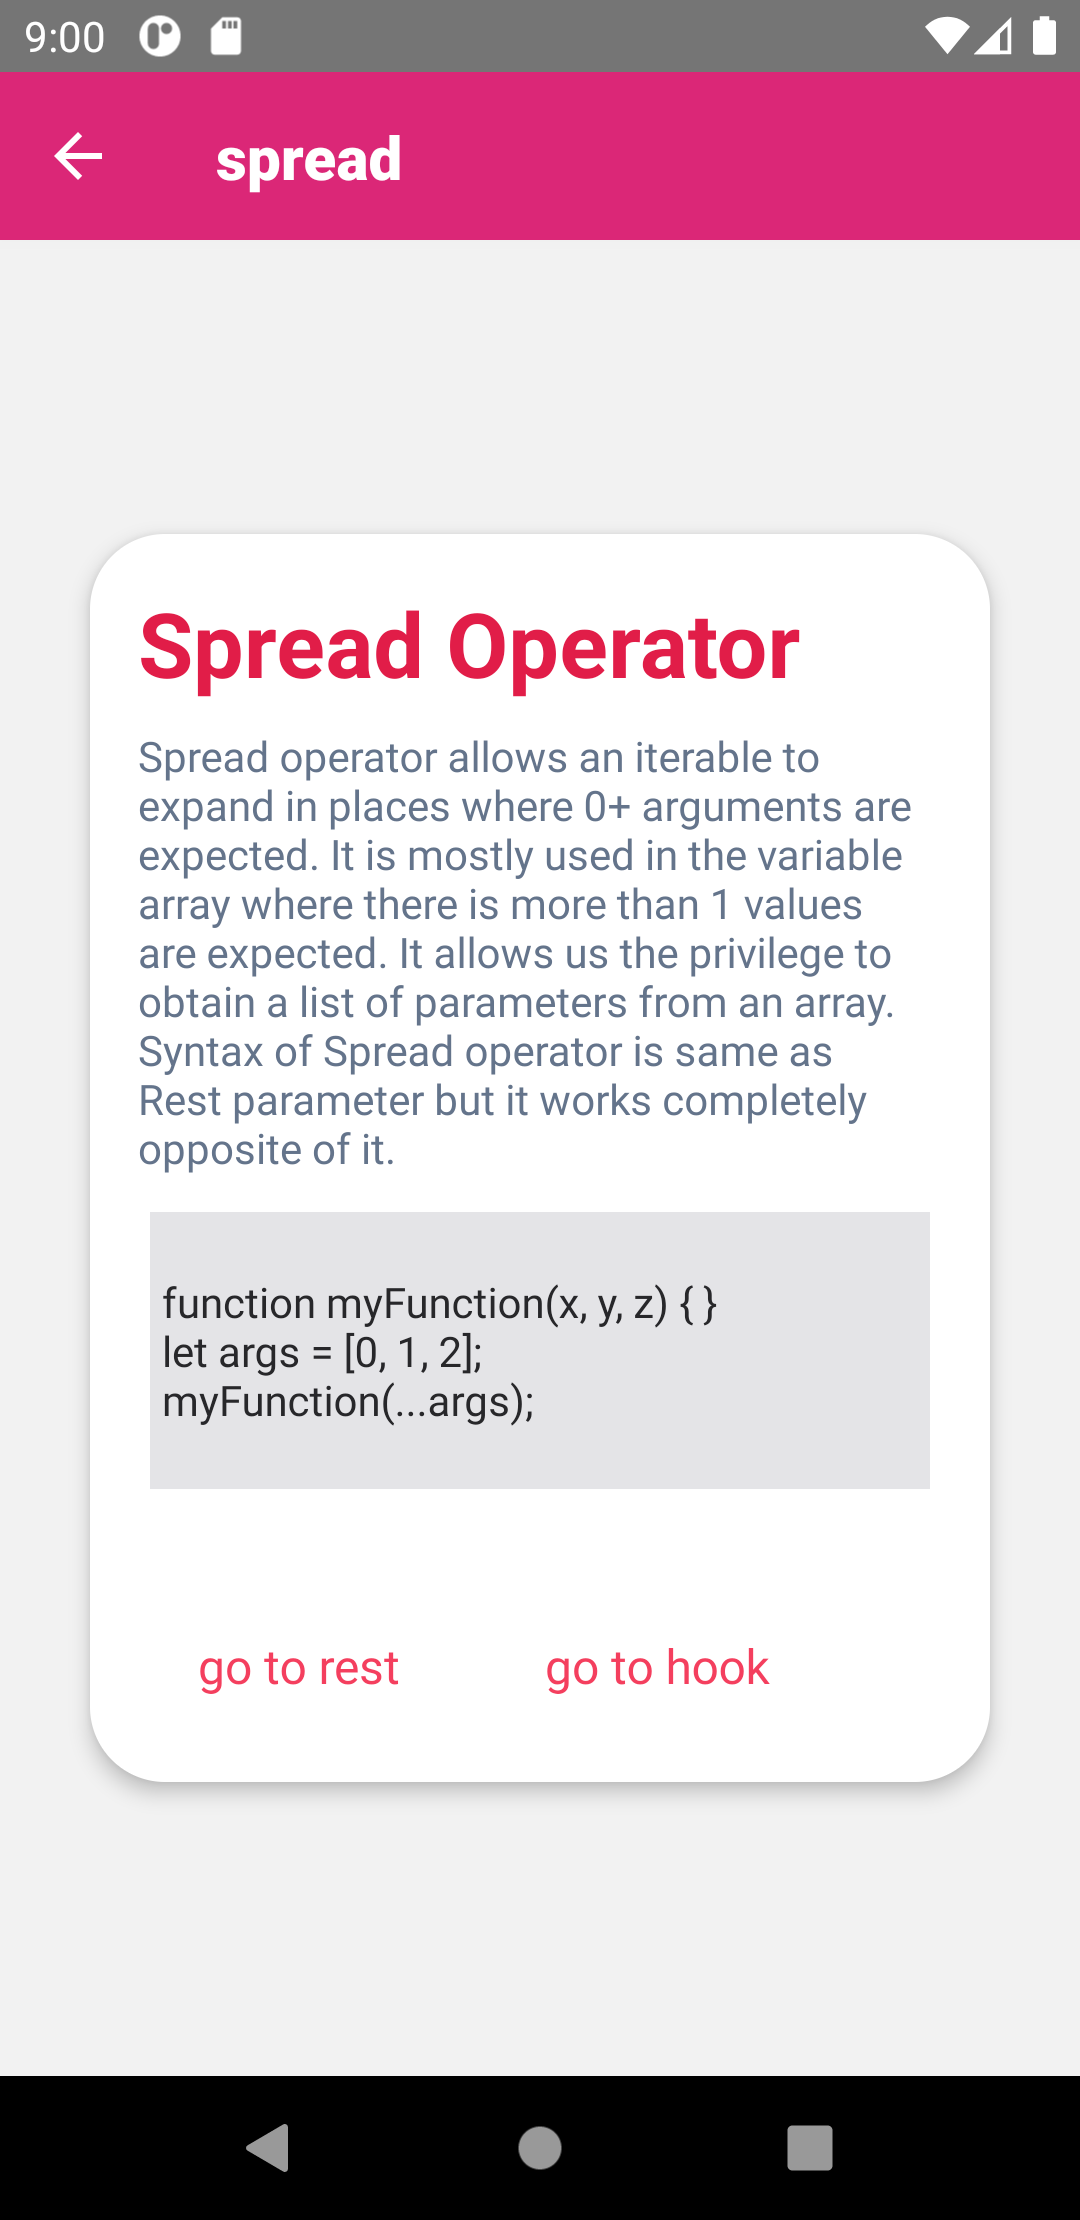 9:00
spread
Spread Operator
Spread operator allows an iterable to
expand in places where 0+ arguments are
expected. It is mostly used in the variable
array where there is more than 1 values
are expected. It allows us the privilege to
obtain a list of parameters from an array.
Syntax of Spread operator is same as
Rest parameter but it works completely
opposite of it.
function myFunction(x, y, z) { }
let args = [0, 1, 2];
myFunction(...args);
go to rest go to hook